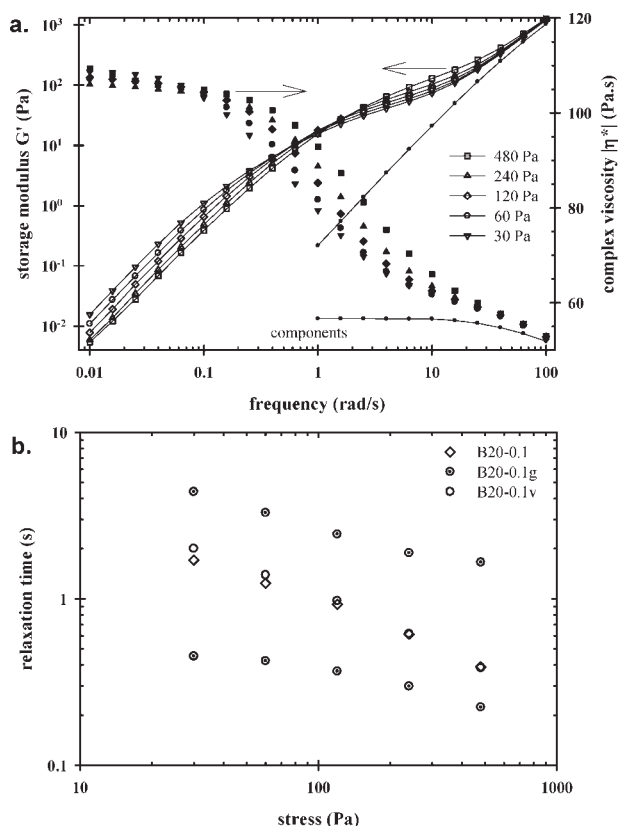 a.
10³
10²
10¹
10⁰
10⁻¹
10⁻²
storage modulus G' (Pa)
120
100
80
60
complex viscosity |η*| (Pa.s)
480 Pa
240 Pa
120 Pa
60 Pa
30 Pa
components
0.01 0.1 1 10 100
frequency (rad/s)
b.
10
1
0.1
relaxation time (s)
B20-0.1
B20-0.1g
B20-0.1v
10 100 1000
stress (Pa)